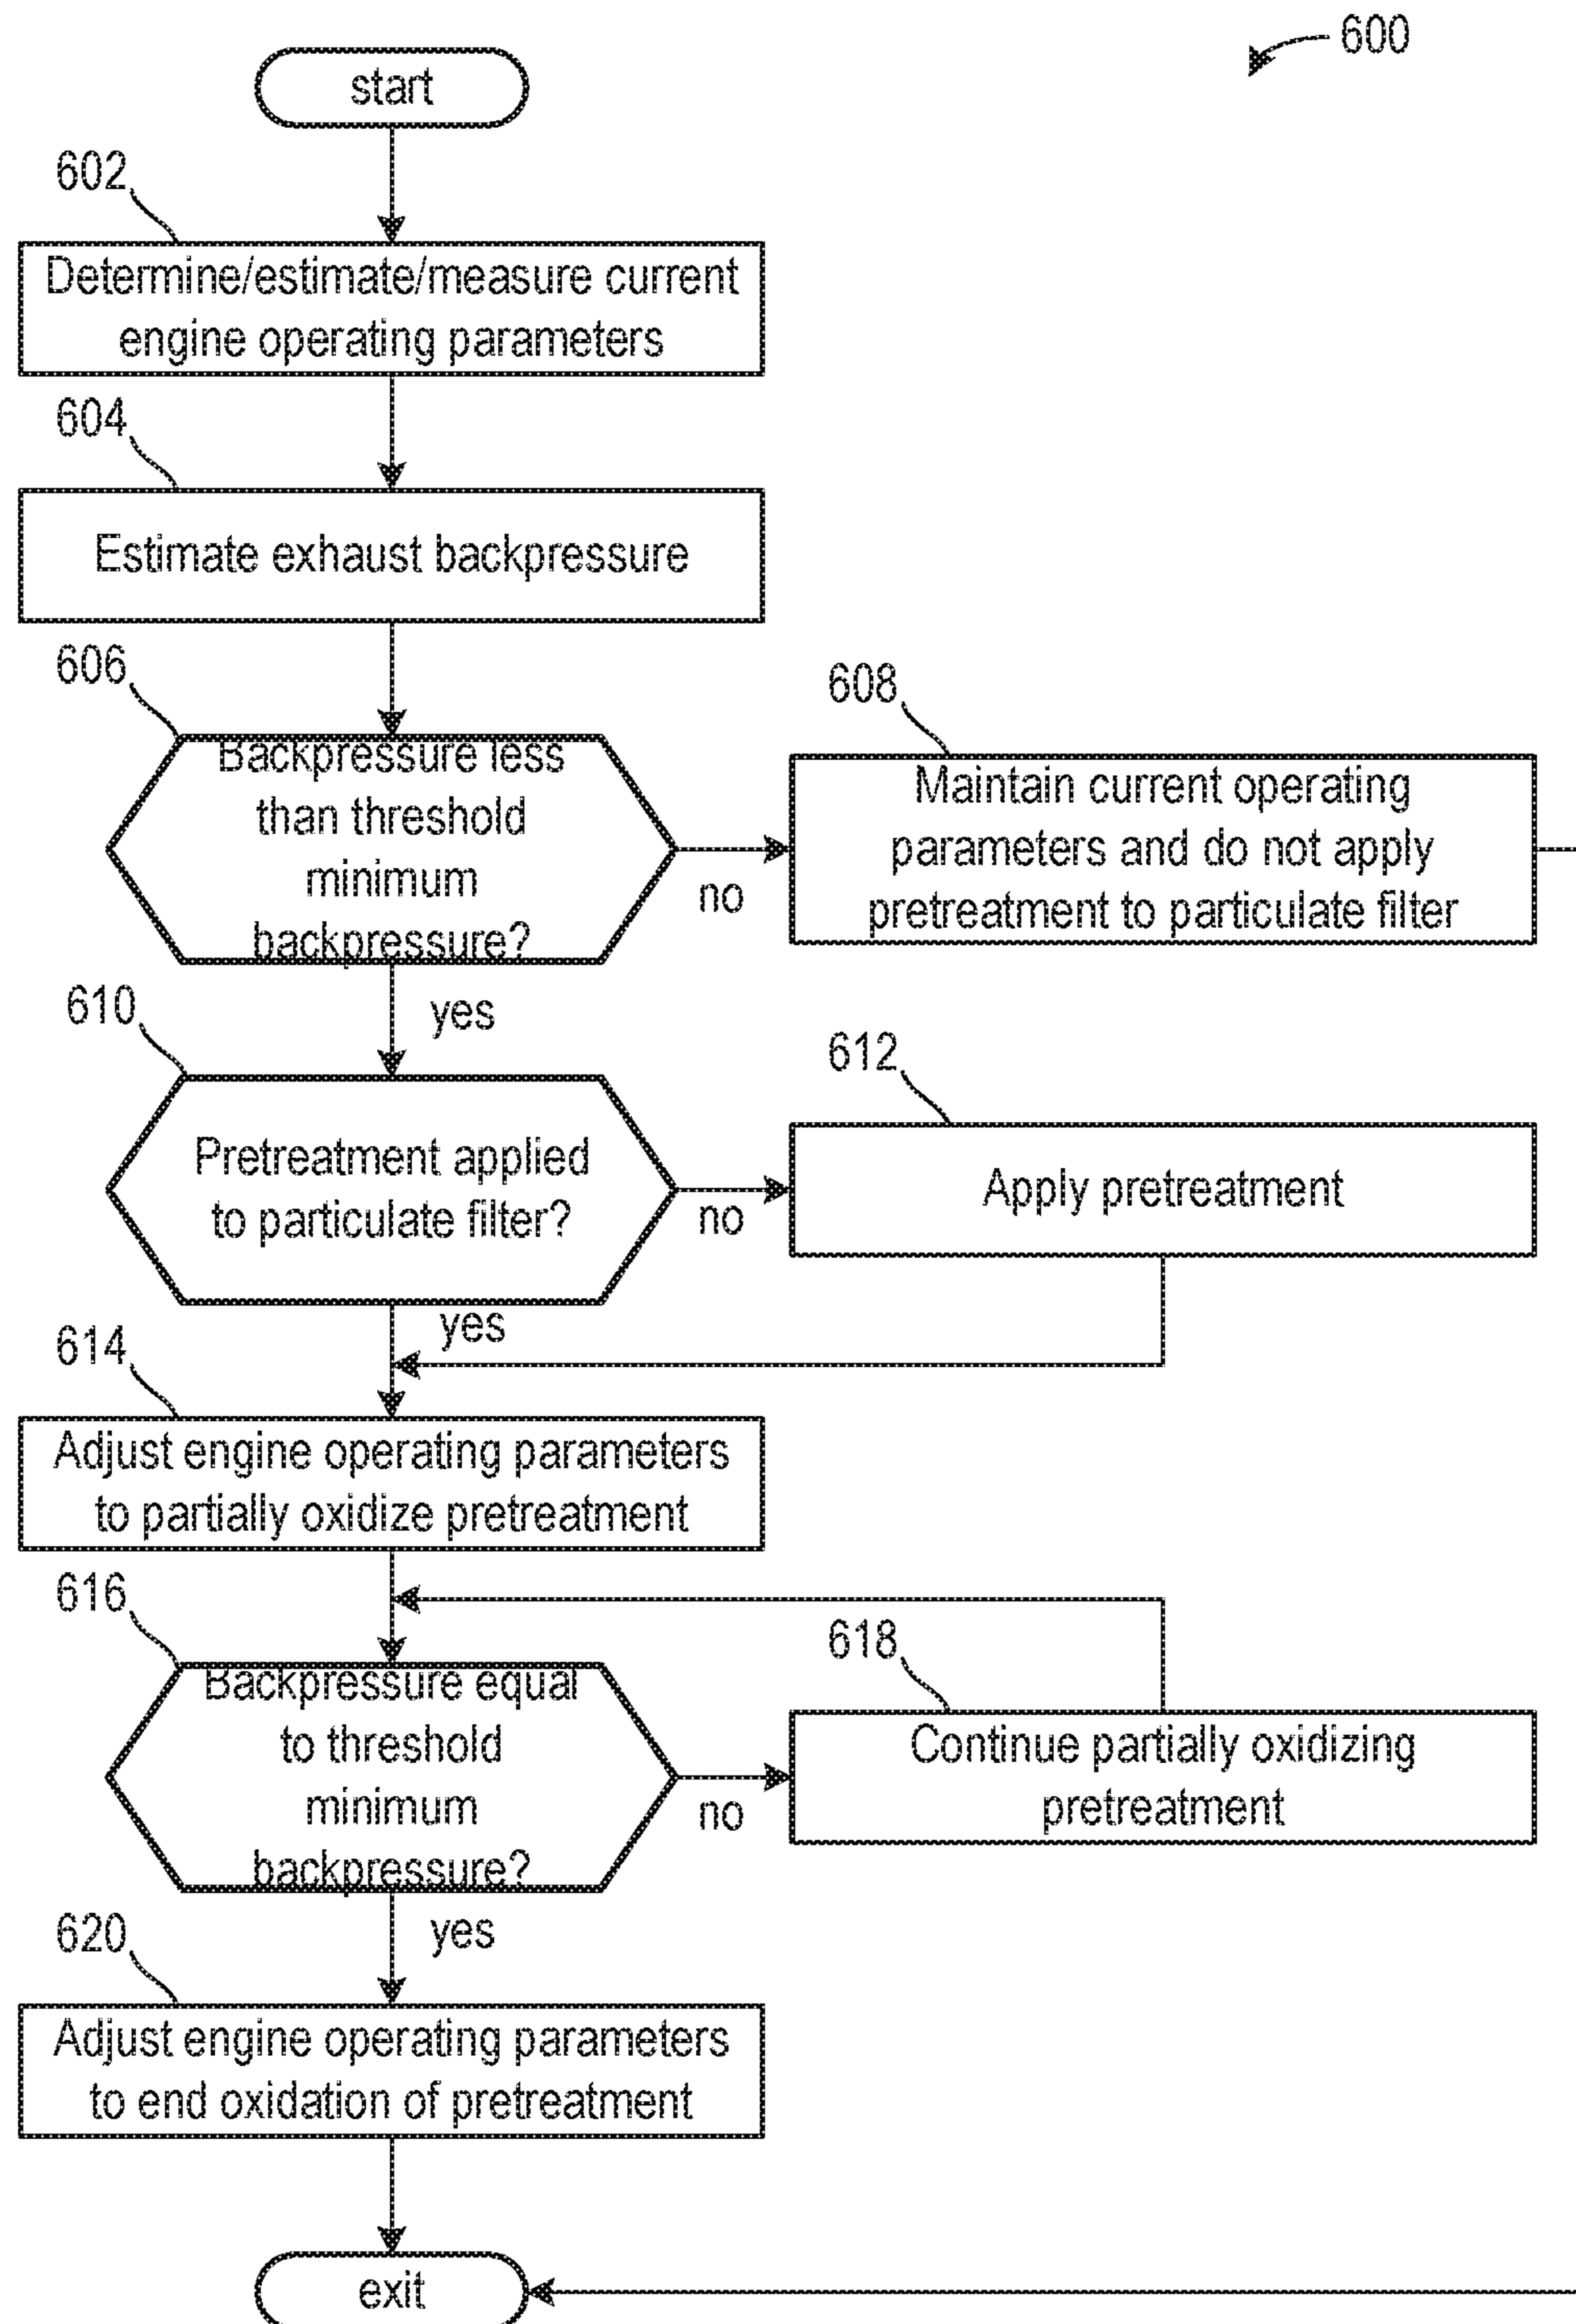 600
start
602
Determine/estimate/measure current
engine operating parameters
604
Estimate exhaust backpressure
606
Backpressure less
than threshold
minimum
backpressure?
no
608
Maintain current operating
parameters and do not apply
pretreatment to particulate filter
yes
610
Pretreatment applied
to particulate filter?
no
612
Apply pretreatment
yes
614
Adjust engine operating parameters
to partially oxidize pretreatment
616
Backpressure equal
to threshold
minimum
backpressure?
no
618
Continue partially oxidizing
pretreatment
yes
620
Adjust engine operating parameters
to end oxidation of pretreatment
exit